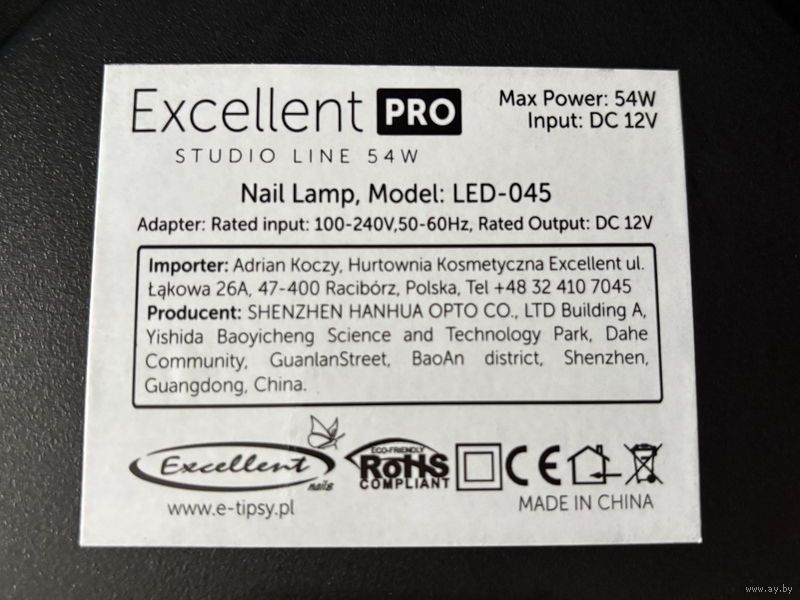 Excellent PRO
STUDIO LINE 54W
Max Power: 54W
Input: DC 12V
Nail Lamp, Model: LED-045
Adapter: Rated input: 100-240V,50-60Hz, Rated Output: DC 12V
Importer: Adrian Koczy, Hurtownia Kosmetyczna Excellent ul.
Łąkowa 26A, 47-400 Racibórz, Polska, Tel +48 32 410 7045
Producent: SHENZHEN HANHUA OPTO CO., LTD Building A,
Yishida Baoyicheng Science and Technology Park, Dahe
Community, GuanlanStreet, BaoAn district, Shenzhen,
Guangdong, China.
Excellent
nails
www.e-tipsy.pl
ECO-FRIENDLY
RoHS
COMPLIANT
CE
MADE IN CHINA
www.ay.by